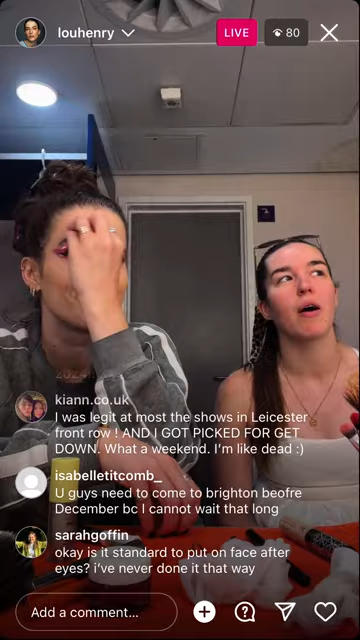 louhenry
LIVE
80
kiann.co.uk
I was legit at most the shows in Leicester
front row ! AND I GOT PICKED FOR GET
DOWN. What a weekend. I'm like dead :)
isabelletitcomb_
U guys need to come to brighton beofre
December bc I cannot wait that long
sarahgoffin
okay is it standard to put on face after
eyes? i've never done it that way
Add a comment...